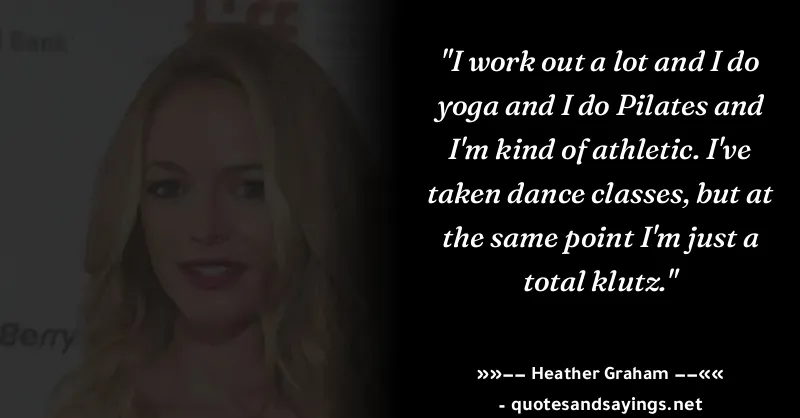 Bank
Berry
"I work out a lot and I do
yoga and I do Pilates and
I'm kind of athletic. I've
taken dance classes, but at
the same point I'm just a
total klutz."
»»−− Heather Graham −−««
- quotesandsayings.net